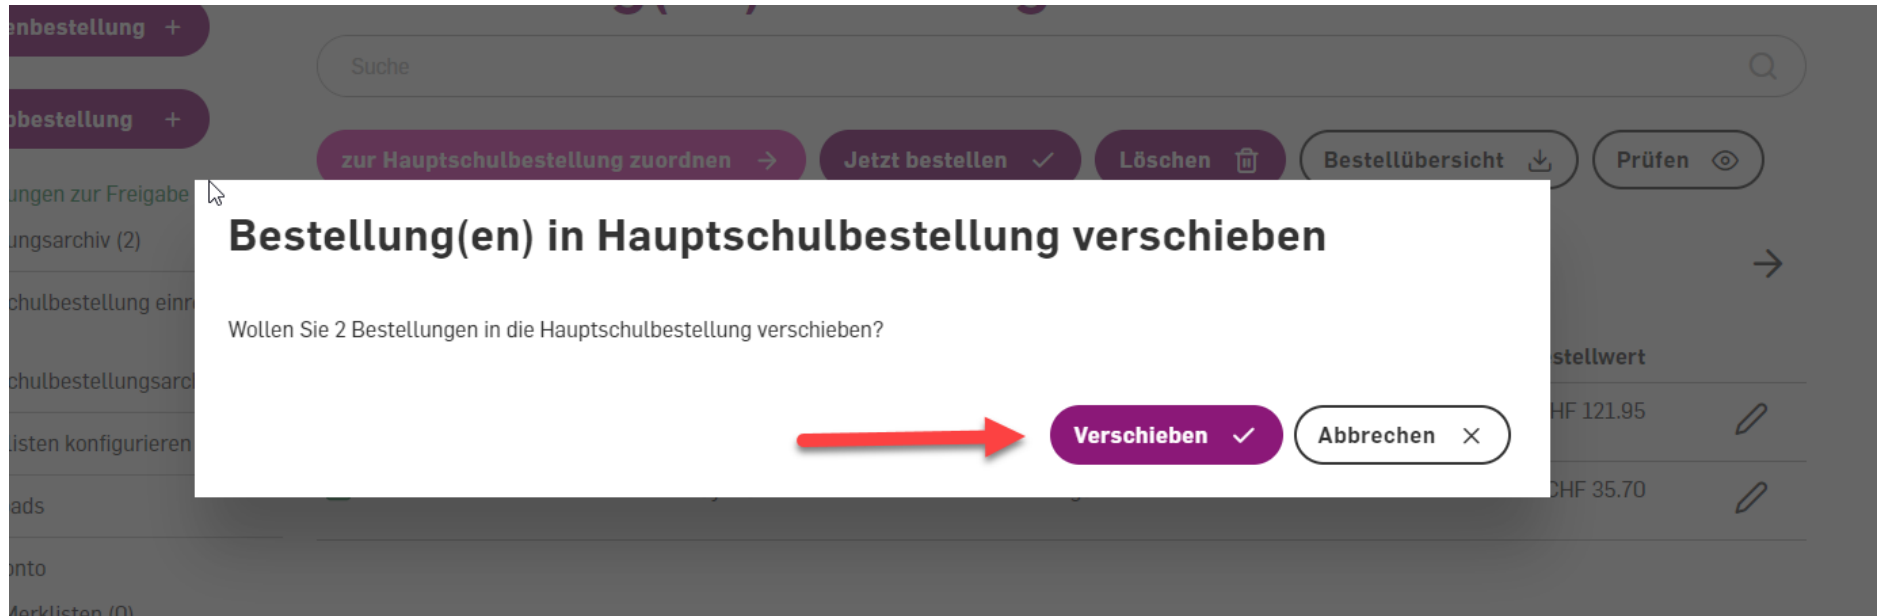 enbestellung +
Suche
bestellung +
zur Hauptschulbestellung zuordnen
Jetzt bestellen
Löschen
Bestellübersicht
Prüfen
ungen zur Freigabe
ungsarchiv (2)
Bestellung(en) in Hauptschulbestellung verschieben
chulbestellung einr
Wollen Sie 2 Bestellungen in die Hauptschulbestellung verschieben?
stellwert
chulbestellungsarc
HF 121.95
Verschieben
Abbrechen
isten konfigurieren
CHF 35.70
ads
onto
Merklisten (0)